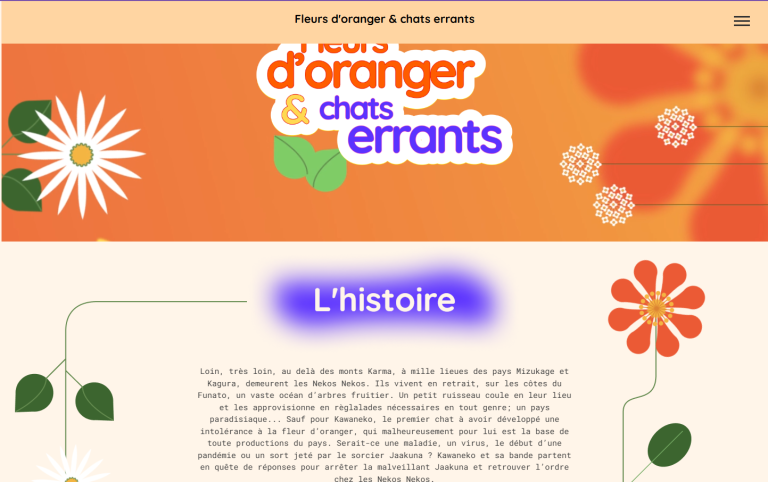 Fleurs d'oranger & chats errants
Fleurs
d'oranger
& chats
errants
L'histoire
Loin, très loin, au delà des monts Karma, à mille lieues des pays Mizukage et
Kagura, demeurent les Nekos Nekos. Ils vivent en retrait, sur les côtes du
Funato, un vaste océan d'arbres fruitier. Un petit ruisseau coule en leur lieu
et les approvisionne en règlalades nécessaires en tout genre; un pays
paradisiaque... Sauf pour Kawaneko, le premier chat à avoir développé une
intolérance à la fleur d'oranger, qui malheureusement pour lui est la base de
toute productions du pays. Serait-ce une maladie, un virus, le début d'une
pandémie ou un sort jeté par le sorcier Jaakuna ? Kawaneko et sa bande partent
en quête de réponses pour arrêter la malveillant Jaakuna et retrouver l'ordre
chez les Nekos Nekos.